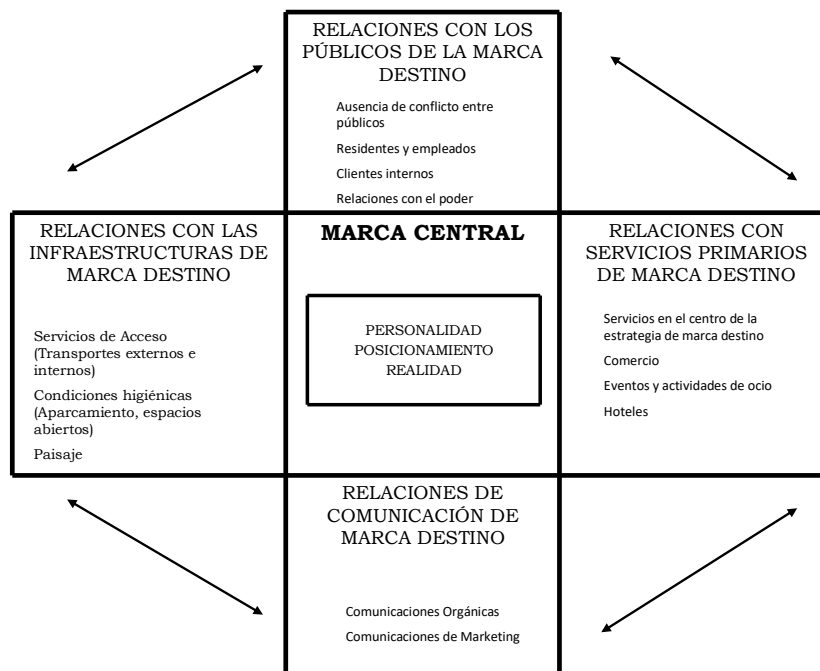 RELACIONES CON LOS
PÚBLICOS DE LA MARCA
DESTINO
Ausencia de conflicto entre
públicos
Residentes y empleados
Clientes internos
Relaciones con el poder
RELACIONES CON LAS
INFRAESTRUCTURAS DE
MARCA DESTINO
Servicios de Acceso
(Transportes externos e
internos)
Condiciones higiénicas
(Aparcamiento, espacios
abiertos)
Paisaje
MARCA CENTRAL
PERSONALIDAD
POSICIONAMIENTO
REALIDAD
RELACIONES CON
SERVICIOS PRIMARIOS
DE MARCA DESTINO
Servicios en el centro de la
estrategia de marca destino
Comercio
Eventos y actividades de ocio
Hoteles
RELACIONES DE
COMUNICACIÓN DE
MARCA DESTINO
Comunicaciones Orgánicas
Comunicaciones de Marketing